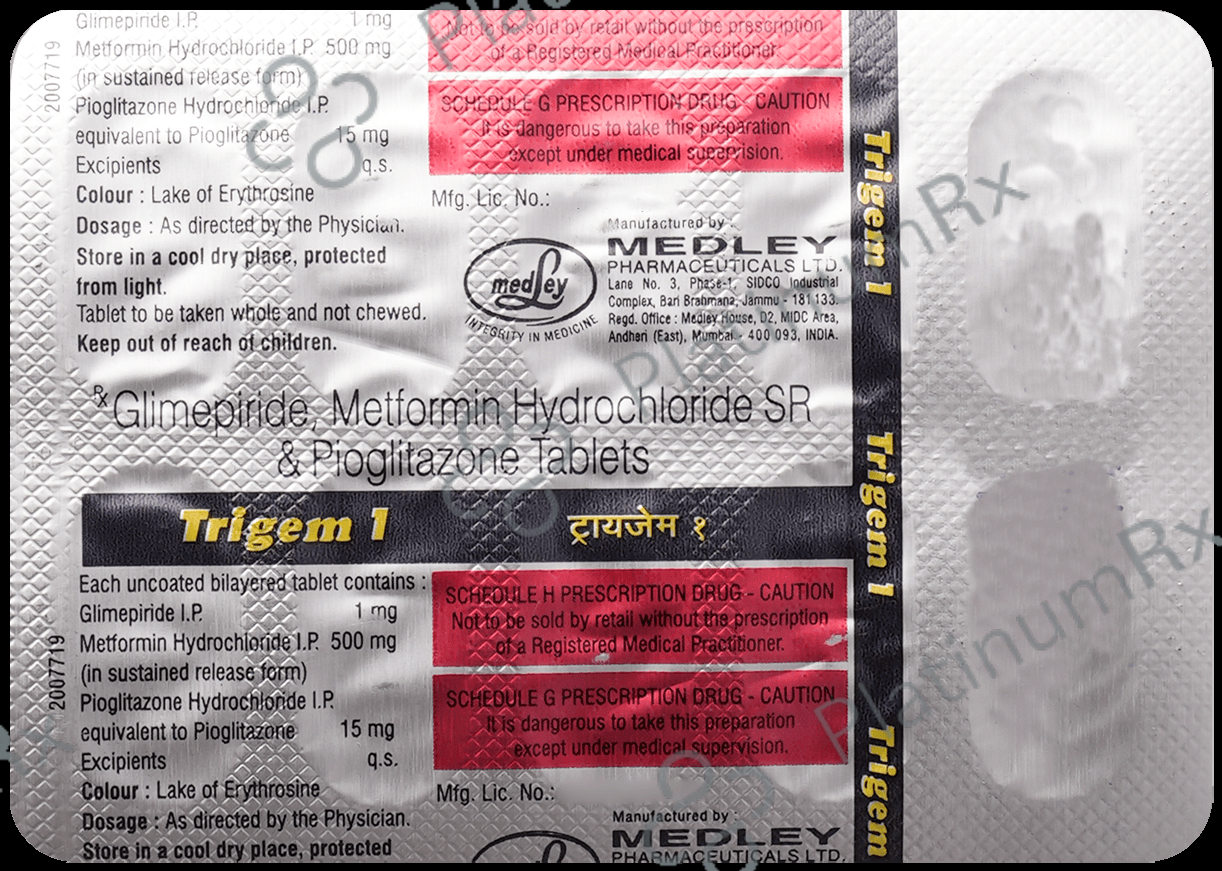 Glimepiride I.P. 1 mg
Metformin Hydrochloride I.P. 500 mg
(in sustained release form)
Pioglitazone Hydrochloride I.P.
equivalent to Pioglitazone 15 mg
Excipients q.s.
Colour : Lake of Erythrosine
Dosage : As directed by the Physician.
Store in a cool dry place, protected
from light.
Tablet to be taken whole and not chewed.
Keep out of reach of children.
2007719
Not to be sold by retail without the prescription
of a Registered Medical Practitioner.
SCHEDULE G PRESCRIPTION DRUG - CAUTION
It is dangerous to take this preparation
except under medical supervision.
Mfg. Lic. No.:
medley
INTEGRITY IN MEDICINE
Manufactured by :
MEDLEY
PHARMACEUTICALS LTD.
Lane No. 3, Phase-1, SIDCO Industrial
Complex, Bari Brahmana, Jammu - 181 133.
Regd. Office : Medley House, D2, MIDC Area,
Andheri (East), Mumbai - 400 093, INDIA.
Rx Glimepiride, Metformin Hydrochloride SR
& Pioglitazone Tablets
Trigem 1 ट्रायजेम १
Each uncoated bilayered tablet contains :
Glimepiride I.P. 1 mg
Metformin Hydrochloride I.P. 500 mg
(in sustained release form)
Pioglitazone Hydrochloride I.P.
equivalent to Pioglitazone 15 mg
Excipients q.s.
Colour : Lake of Erythrosine
Dosage : As directed by the Physician.
Store in a cool dry place, protected
2007719
SCHEDULE H PRESCRIPTION DRUG - CAUTION
Not to be sold by retail without the prescription
of a Registered Medical Practitioner.
SCHEDULE G PRESCRIPTION DRUG - CAUTION
It is dangerous to take this preparation
except under medical supervision.
Mfg. Lic. No.:
Manufactured by :
MEDLEY
PHARMACEUTICALS LTD.
Trigem 1
Trigem 1
Trigem
PlatinumRx
PlatinumRx
PlatinumRx